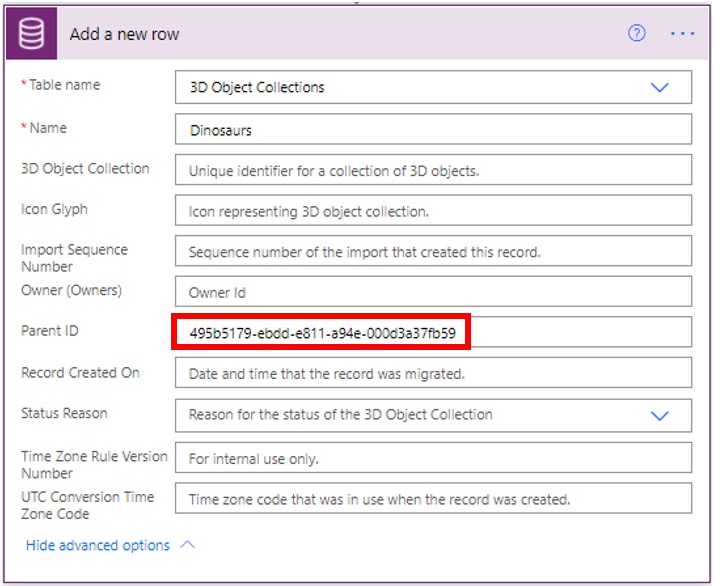 Add a new row
* Table name
3D Object Collections
* Name
Dinosaurs
3D Object Collection
Unique identifier for a collection of 3D objects.
Icon Glyph
Icon representing 3D object collection.
Import Sequence
Number
Sequence number of the import that created this record.
Owner (Owners)
Owner Id
Parent ID
495b5179-ebdd-e811-a94e-000d3a37fb59
Record Created On
Date and time that the record was migrated.
Status Reason
Reason for the status of the 3D Object Collection
Time Zone Rule Version
Number
For internal use only.
UTC Conversion Time
Zone Code
Time zone code that was in use when the record was created.
Hide advanced options